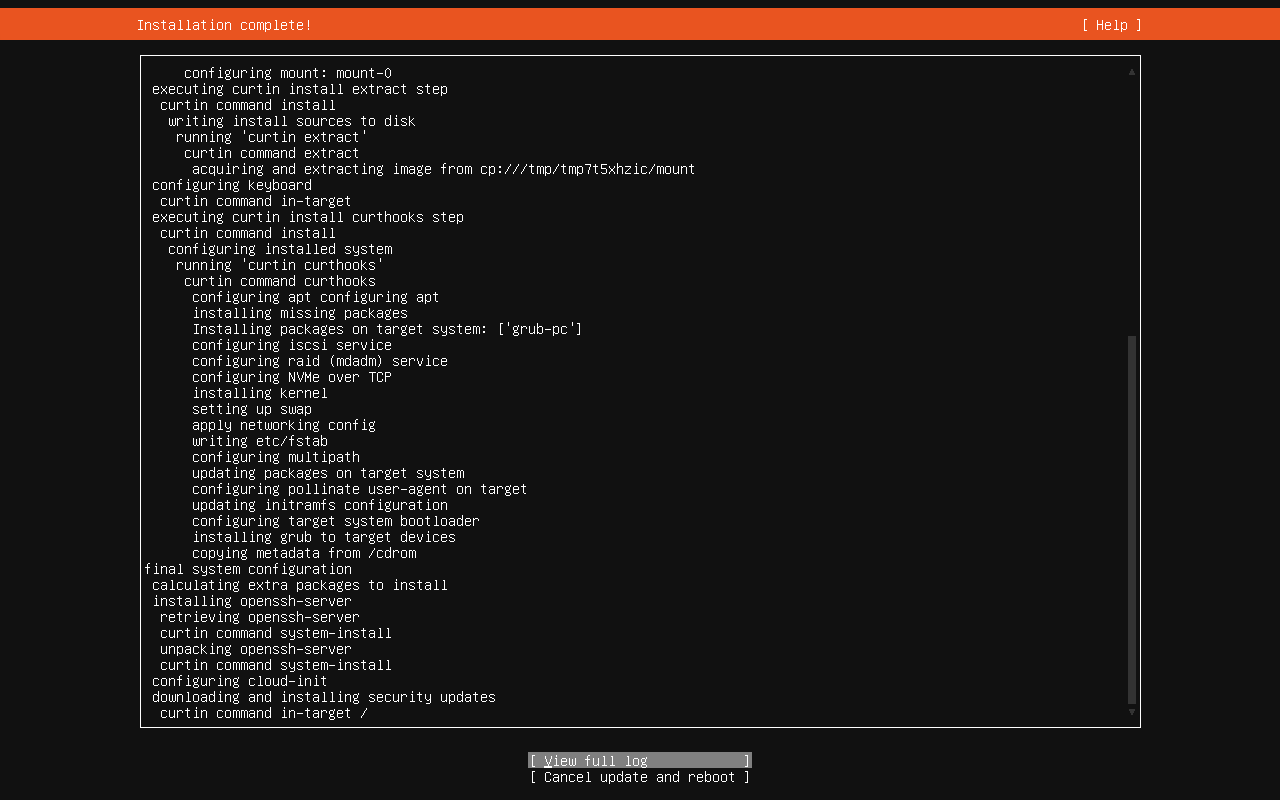 Installation complete!
[ Help ]
configuring mount: mount-0
executing curtin install extract step
curtin command install
writing install sources to disk
running 'curtin extract'
curtin command extract
acquiring and extracting image from cp:///tmp/tmp7t5xhzic/mount
configuring keyboard
curtin command in-target
executing curtin install curthooks step
curtin command install
configuring installed system
running 'curtin curthooks'
curtin command curthooks
configuring apt configuring apt
installing missing packages
Installing packages on target system: ['grub-pc']
configuring iscsi service
configuring raid (mdadm) service
configuring NVMe over TCP
installing kernel
setting up swap
apply networking config
writing etc/fstab
configuring multipath
updating packages on target system
configuring pollinate user-agent on target
updating initramfs configuration
configuring target system bootloader
installing grub to target devices
copying metadata from /cdrom
final system configuration
calculating extra packages to install
installing openssh-server
retrieving openssh-server
curtin command system-install
unpacking openssh-server
curtin command system-install
configuring cloud-init
downloading and installing security updates
curtin command in-target /
[ View full log ]
[ Cancel update and reboot ]